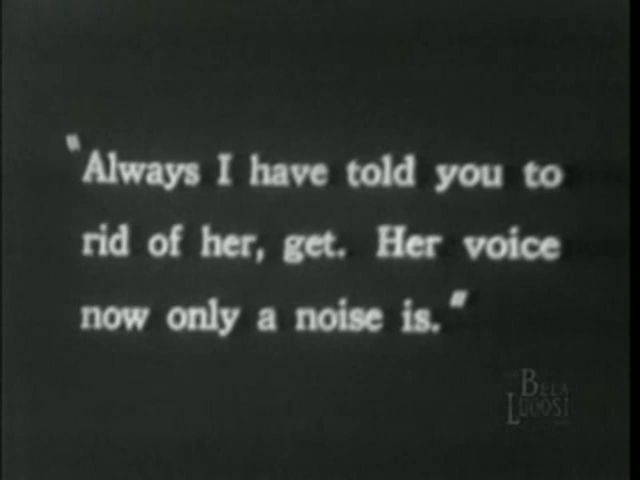 "Always I have told you to
rid of her, get. Her voice
now only a noise is."
BELA
LUGOSI